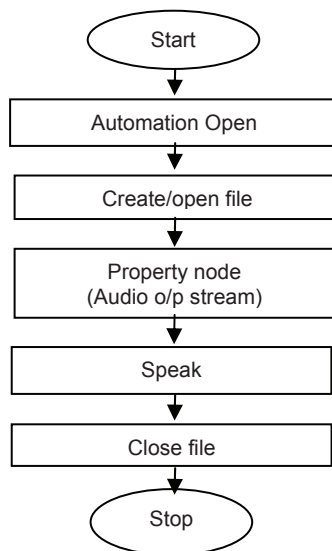 Start
Automation Open
Create/open file
Property node
(Audio o/p stream)
Speak
Close file
Stop